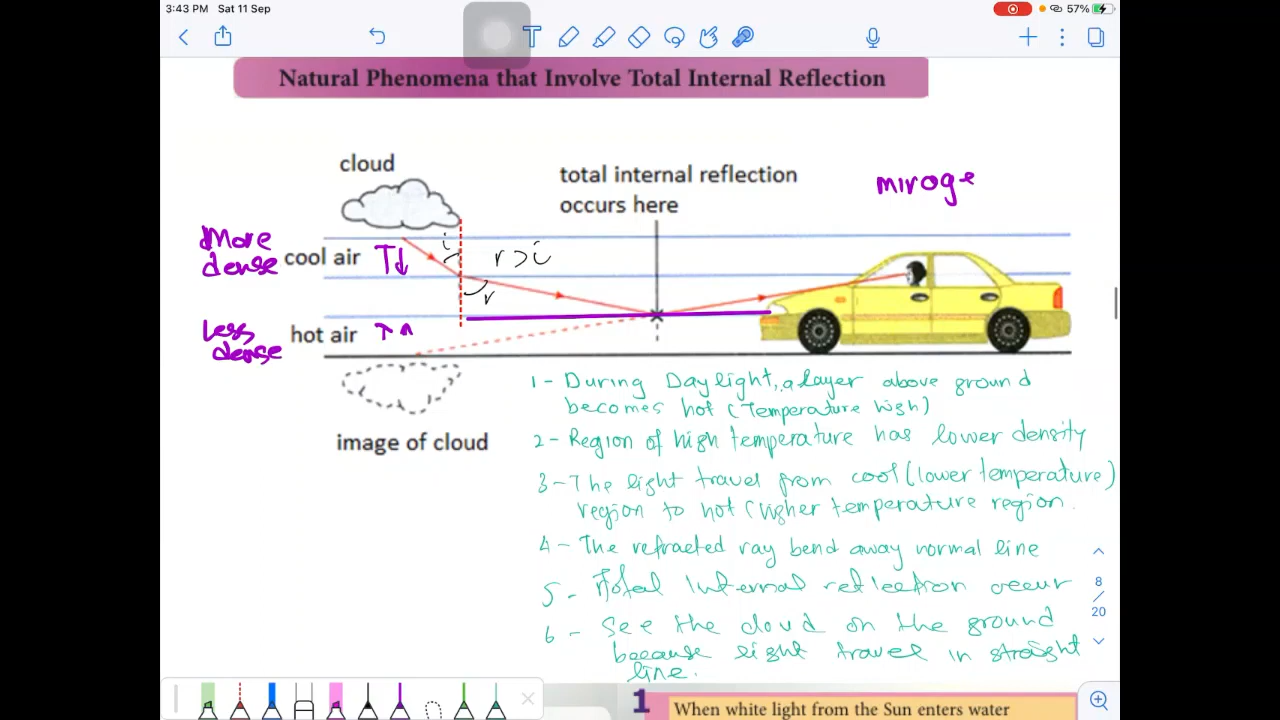 3:43 PM Sat 11 Sep
57%
Natural Phenomena that Involve Total Internal Reflection
cloud
total internal reflection
occurs here
miroge
More
dense
cool air
T↓
i
r > i
r
Less
dense
hot air
T↑
image of cloud
1- During Daylight, a layer above ground
becomes hot (Temperature high)
2- Region of high temperature has lower density
3-The light travel from cool (lower temperature)
region to hot (higher temperature region.
4- The refracted ray bend away normal line
5- Total Internal reflection occur
6- See the cloud on the ground
because light travel in straight
line.
8
/
20
1
When white light from the Sun enters water